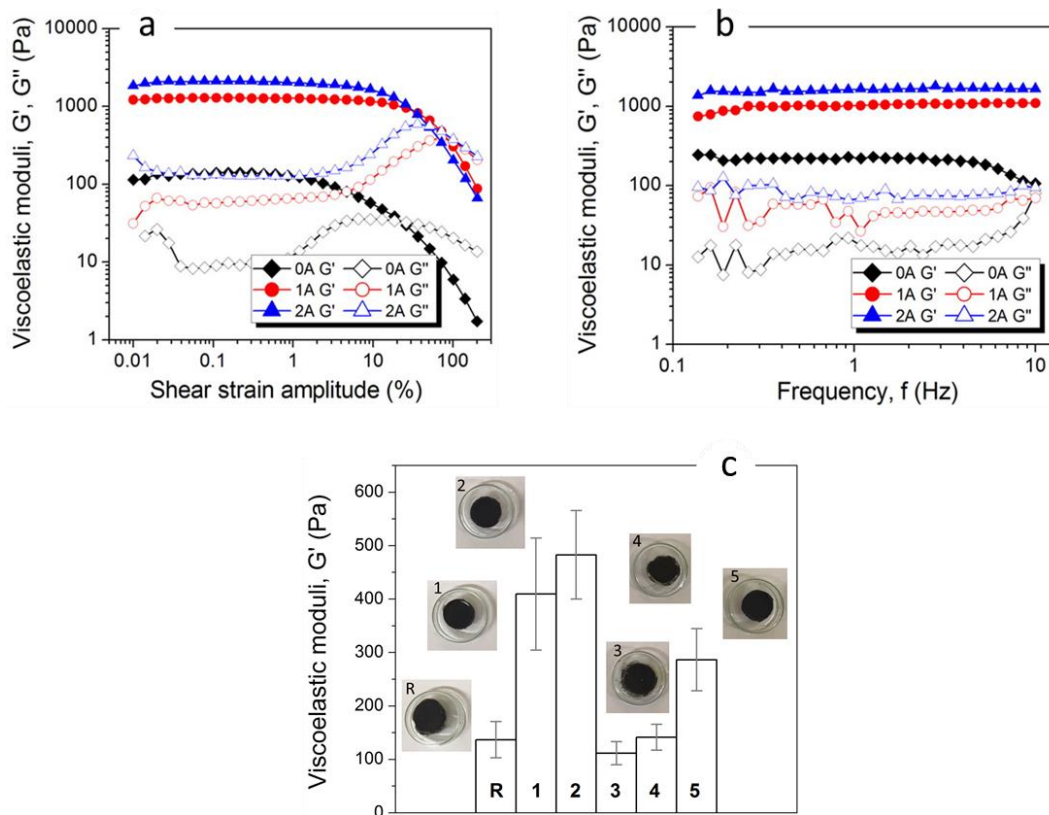 a
Viscoelastic moduli, G', G'' (Pa)
10000
1000
100
10
1
0A G' 0A G''
1A G' 1A G''
2A G' 2A G''
0.01 0.1 1 10 100
Shear strain amplitude (%)
b
Viscoelastic moduli, G', G'' (Pa)
10000
1000
100
10
1
0A G' 0A G''
1A G' 1A G''
2A G' 2A G''
0.1 1 10
Frequency, f (Hz)
c
Viscoelastic moduli, G' (Pa)
600
500
400
300
200
100
0
2
4
5
1
3
R
R 1 2 3 4 5